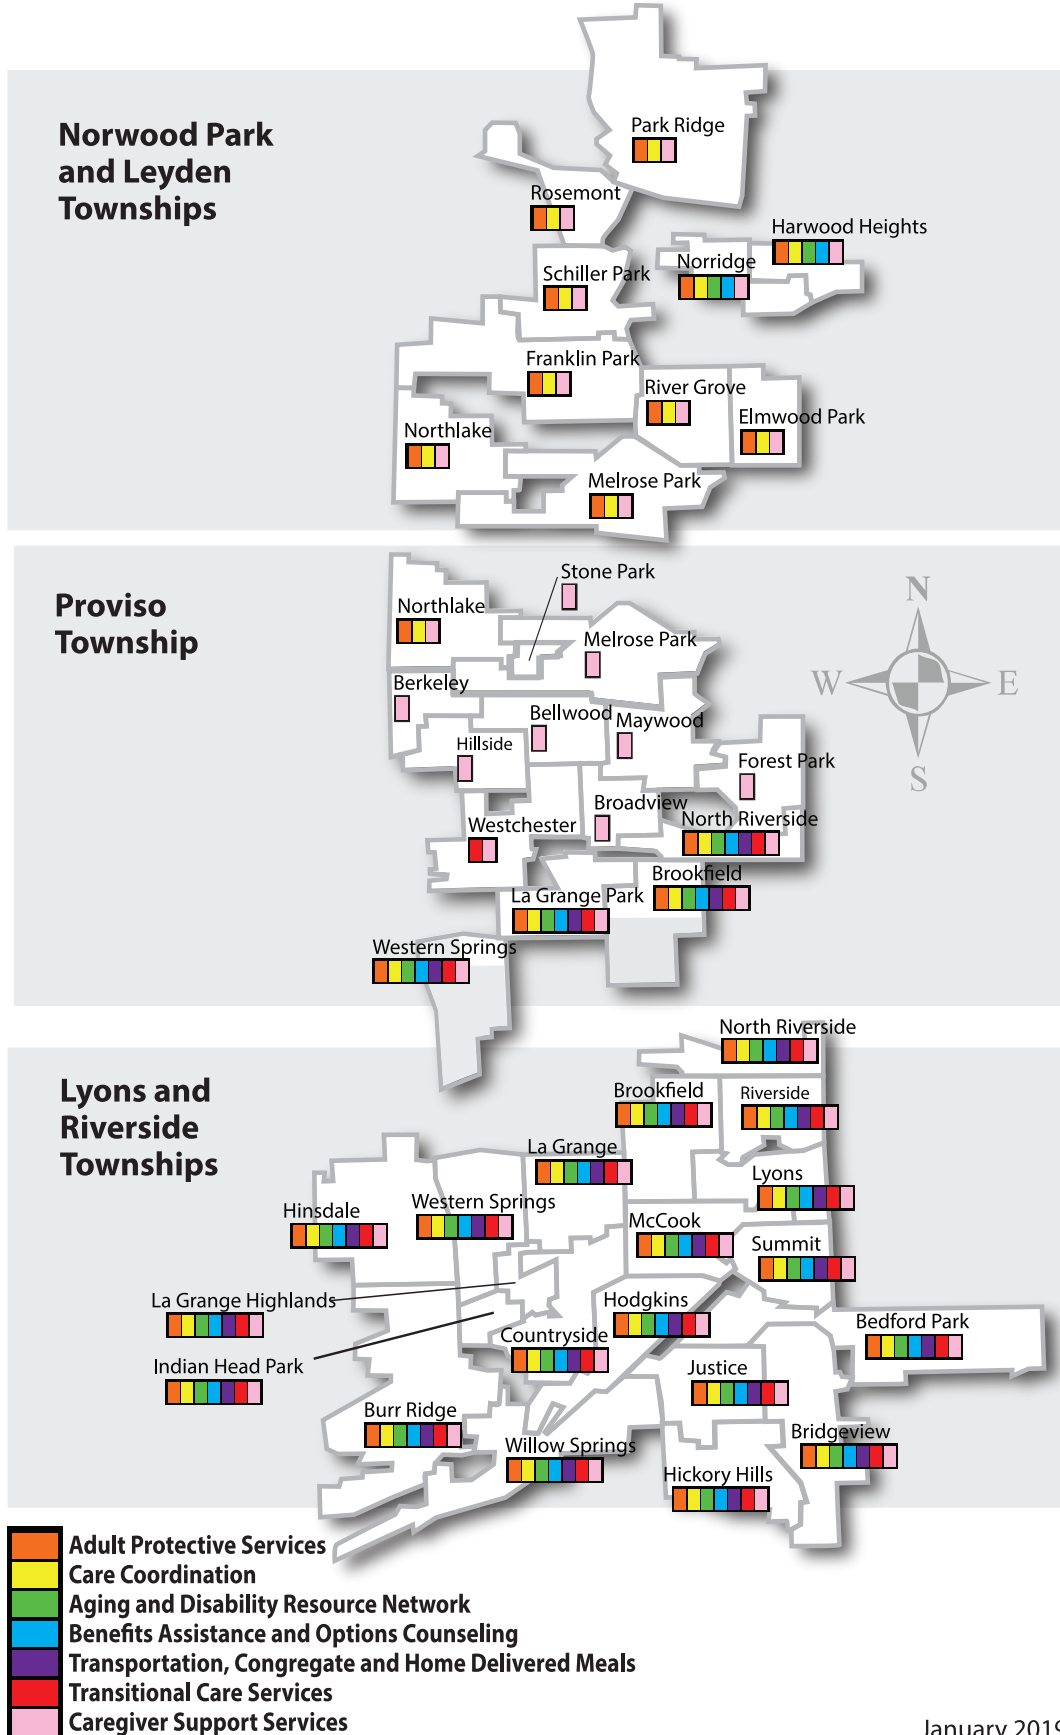 Norwood Park
and Leyden
Townships
Park Ridge
Rosemont
Harwood Heights
Norridge
Schiller Park
Franklin Park
River Grove
Elmwood Park
Northlake
Melrose Park
Proviso
Township
Stone Park
Northlake
Melrose Park
N
W
E
S
Berkeley
Bellwood
Maywood
Hillside
Forest Park
Broadview
North Riverside
Westchester
Brookfield
La Grange Park
Western Springs
Lyons and
Riverside
Townships
North Riverside
Brookfield
Riverside
La Grange
Lyons
Hinsdale
Western Springs
McCook
Summit
La Grange Highlands
Hodgkins
Bedford Park
Countryside
Indian Head Park
Justice
Burr Ridge
Bridgeview
Willow Springs
Hickory Hills
Adult Protective Services
Care Coordination
Aging and Disability Resource Network
Benefits Assistance and Options Counseling
Transportation, Congregate and Home Delivered Meals
Transitional Care Services
Caregiver Support Services
January 2019